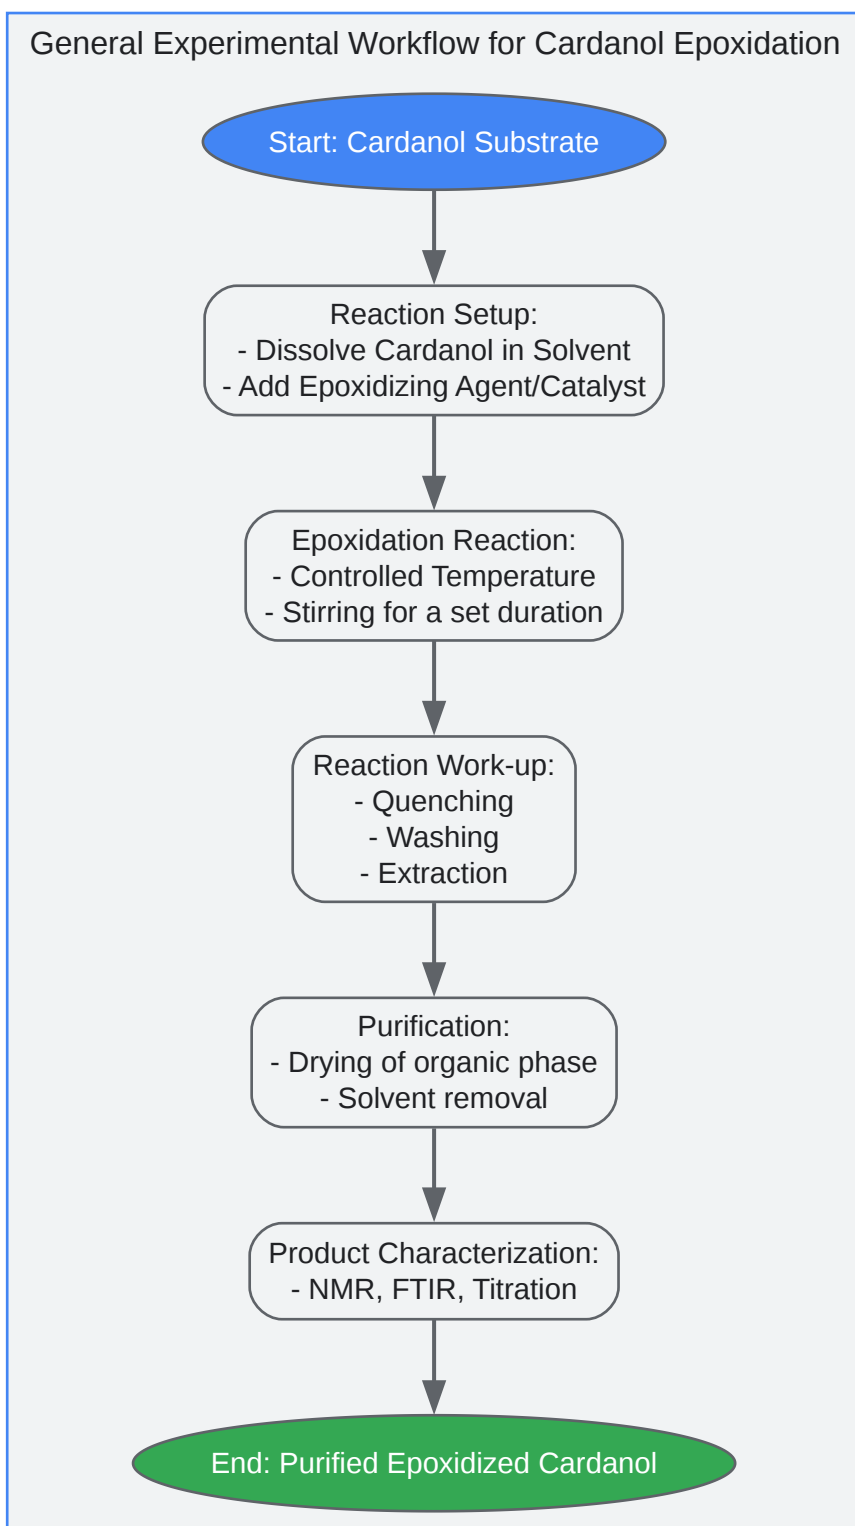 General Experimental Workflow for Cardanol Epoxidation
Start: Cardanol Substrate
Reaction Setup:
- Dissolve Cardanol in Solvent
- Add Epoxidizing Agent/Catalyst
Epoxidation Reaction:
- Controlled Temperature
- Stirring for a set duration
Reaction Work-up:
- Quenching
- Washing
- Extraction
Purification:
- Drying of organic phase
- Solvent removal
Product Characterization:
- NMR, FTIR, Titration
End: Purified Epoxidized Cardanol